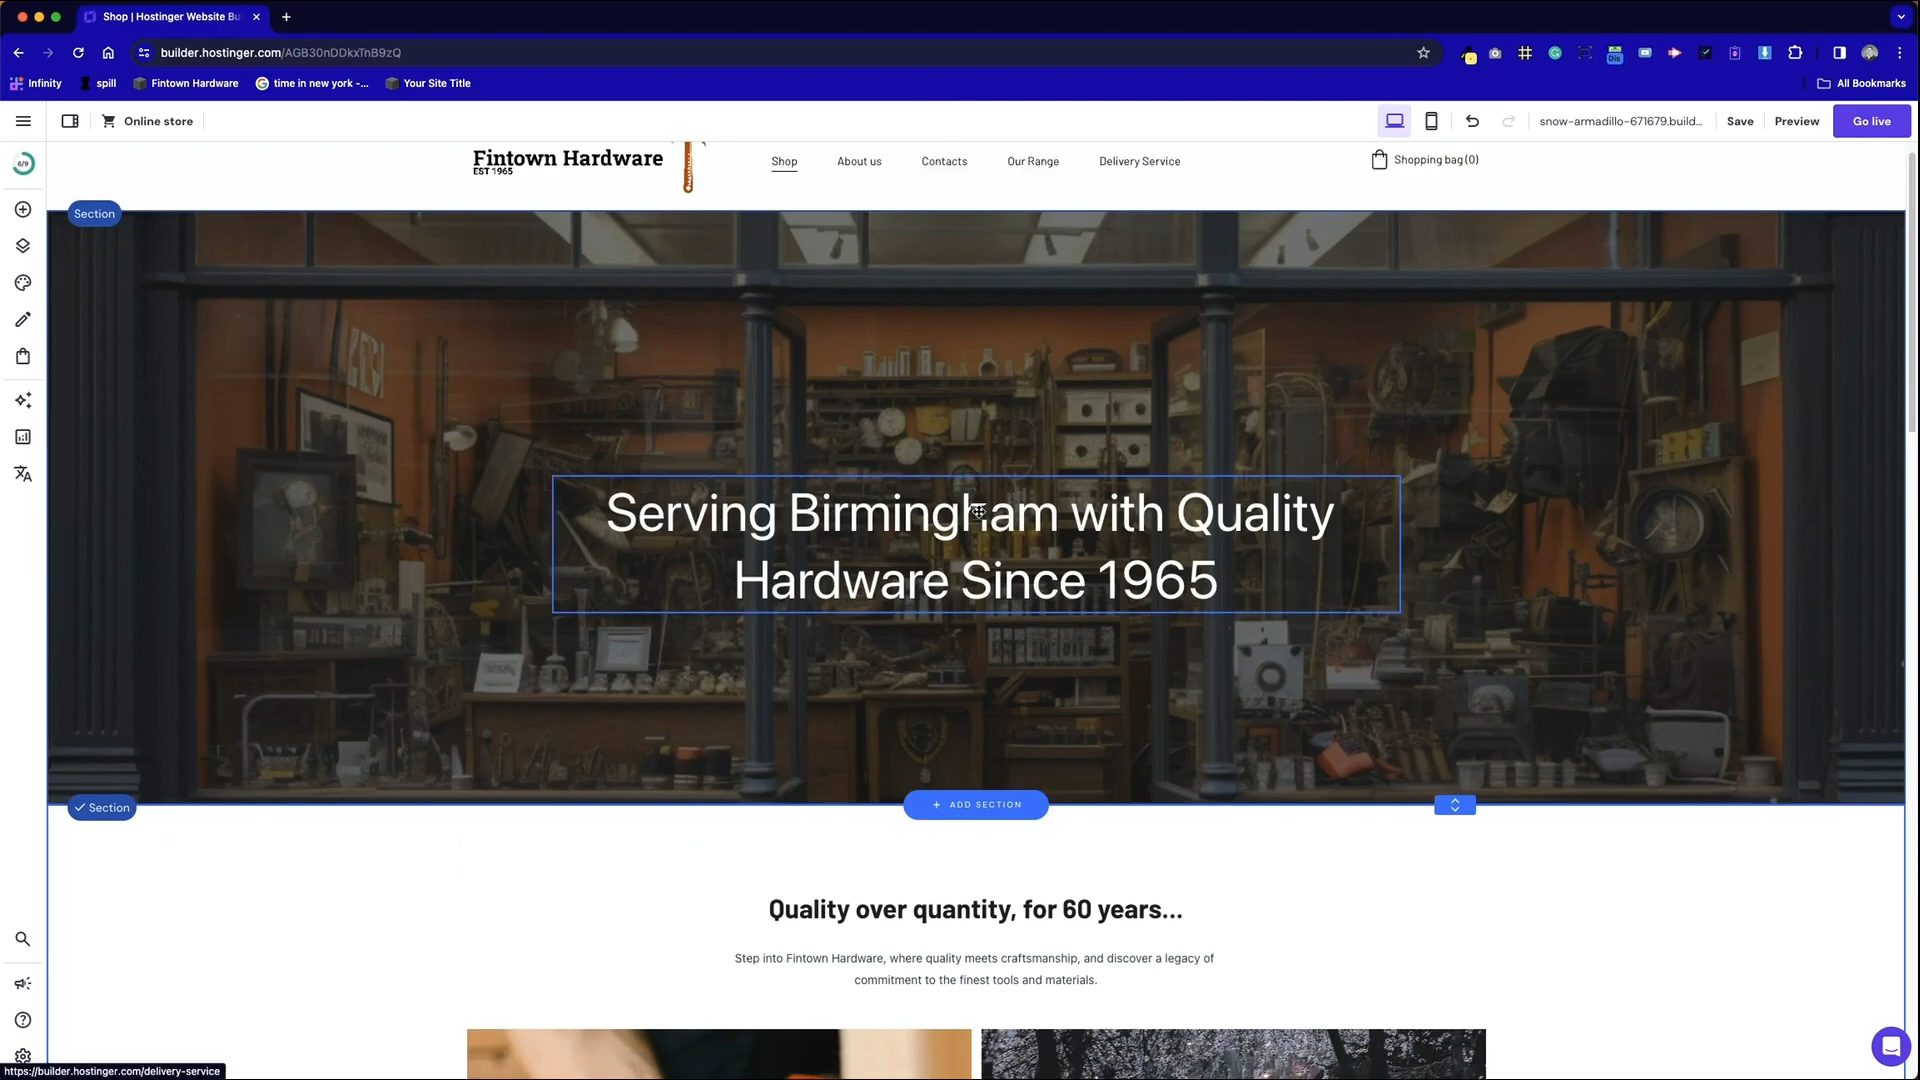 Shop | Hostinger Website Bu
builder.hostinger.com/AGB30nDDkxTnB9zQ
Dis
Infinity
spill
Fintown Hardware
time in new york -...
Your Site Title
All Bookmarks
Online store
snow-armadillo-671679.build...
Save
Preview
Go live
6/9
Fintown Hardware
EST 1965
Shop
About us
Contacts
Our Range
Delivery Service
Shopping bag (0)
Section
Serving Birmingham with Quality
Hardware Since 1965
Section
+ ADD SECTION
Quality over quantity, for 60 years...
Step into Fintown Hardware, where quality meets craftsmanship, and discover a legacy of
commitment to the finest tools and materials.
https://builder.hostinger.com/delivery-service